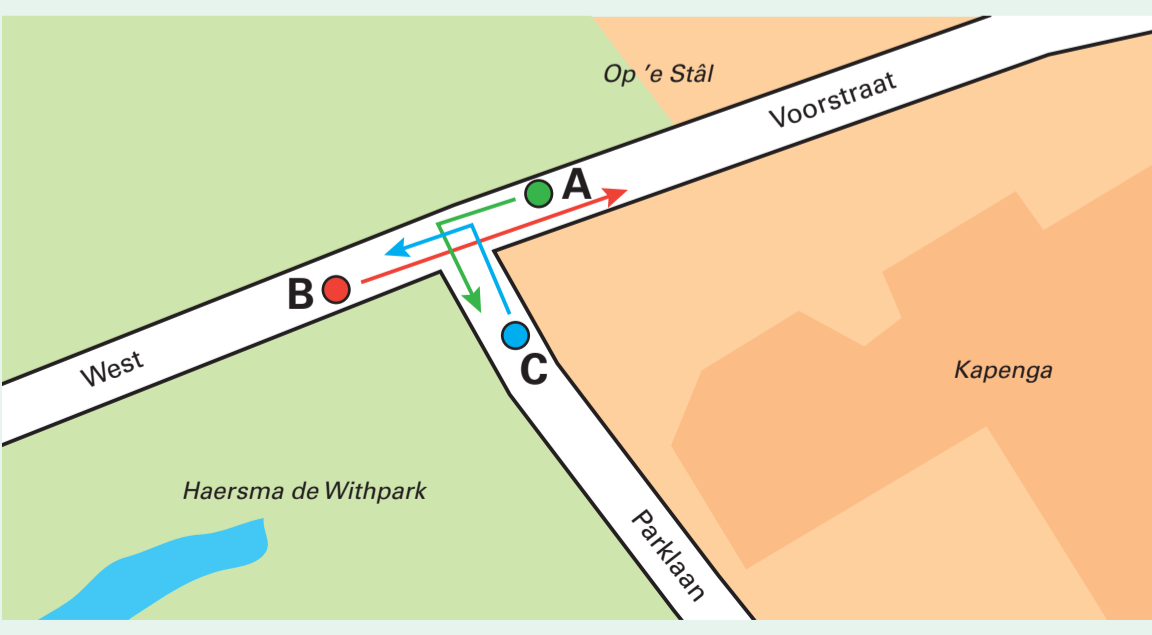 Op ’e Stâl
Voorstraat
A
B
West
C
Kapenga
Haersma de Withpark
Parklaan